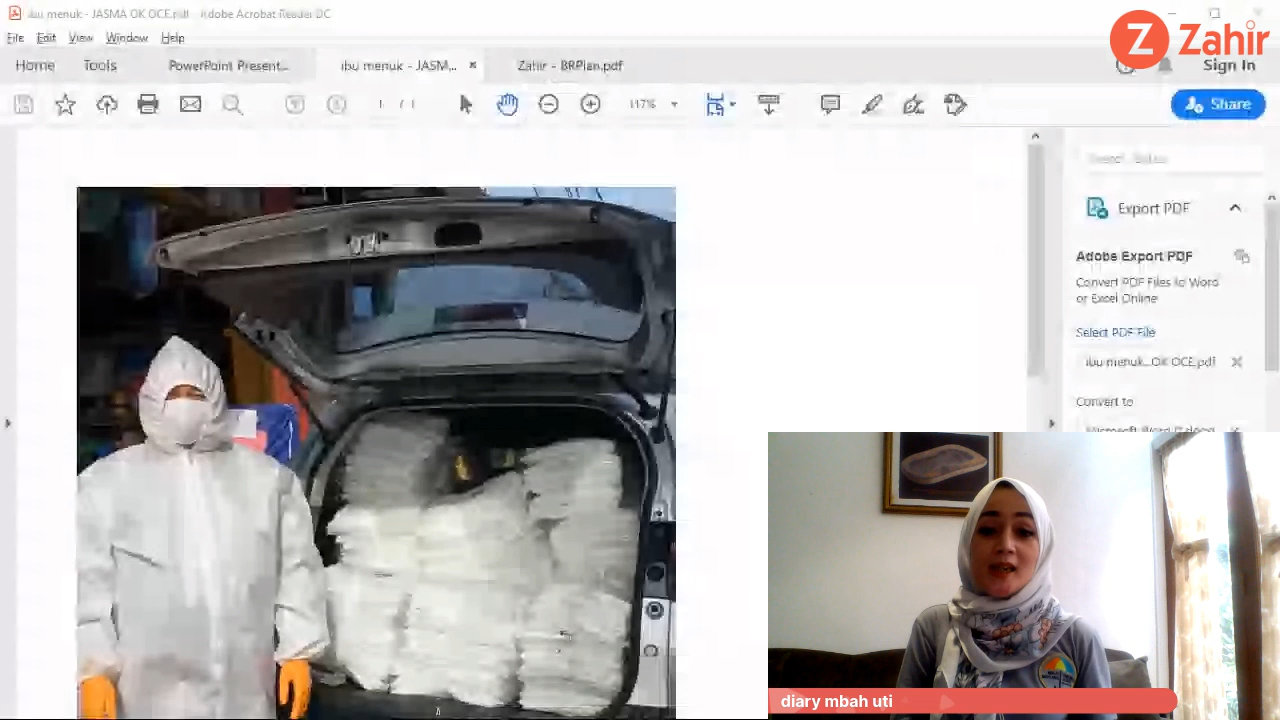 ibu menuk - JASMA OK OCE.pdf - Adobe Acrobat Reader DC
File Edit View Window Help
Zahir
Home Tools PowerPoint Present... ibu menuk - JASM... × Zahir - BRPlan.pdf Sign In
1 / 1 117% Share
Export PDF
Adobe Export PDF
Convert PDF Files to Word
or Excel Online
Select PDF File
ibu menuk...OK OCE.pdf
Convert to
Microsoft Word (*.docx)
diary mbah uti